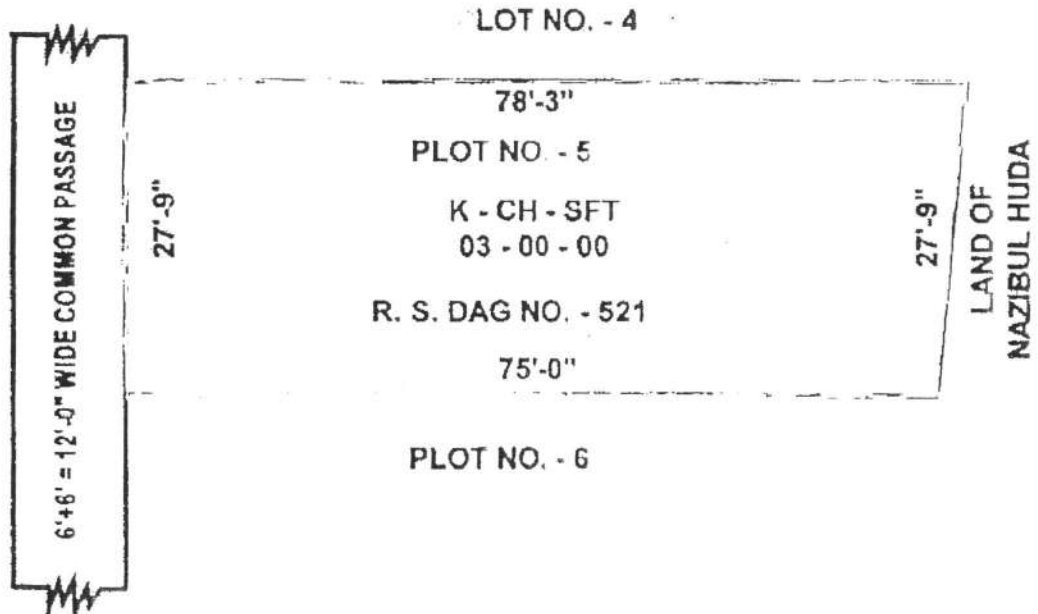 LOT NO. - 4
78'-3"
PLOT NO. - 5
K - CH - SFT
03 - 00 - 00
R. S. DAG NO. - 521
75'-0"
27'-9"
27'-9"
6'+6' = 12'-0" WIDE COMMON PASSAGE
LAND OF
NAZIBUL HUDA
PLOT NO. - 6